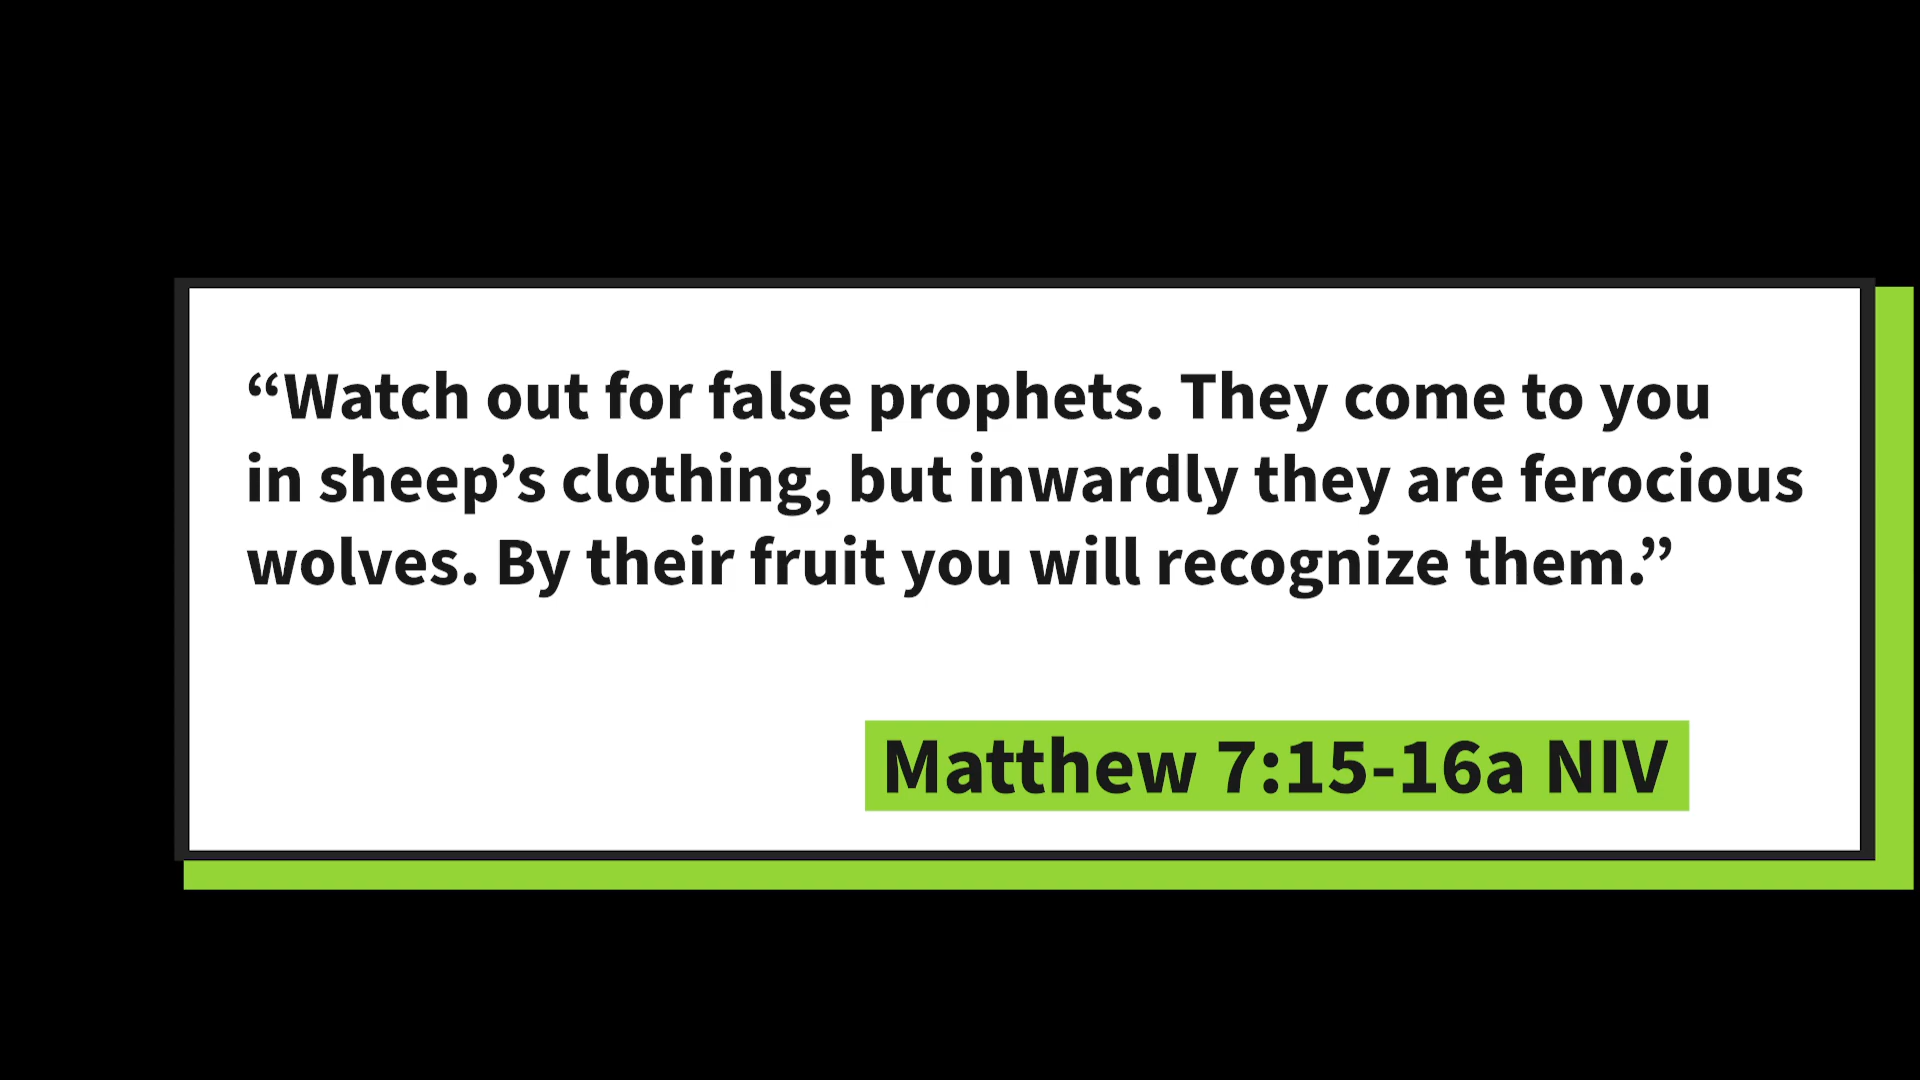 “Watch out for false prophets. They come to you
in sheep’s clothing, but inwardly they are ferocious
wolves. By their fruit you will recognize them.”
Matthew 7:15-16a NIV